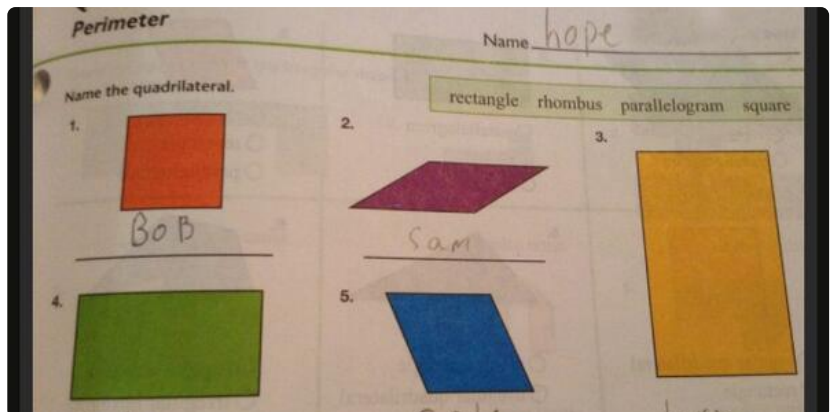 Perimeter
Name hope
Name the quadrilateral.
rectangle rhombus parallelogram square
1.
2.
3.
BOB
Sam
4.
5.